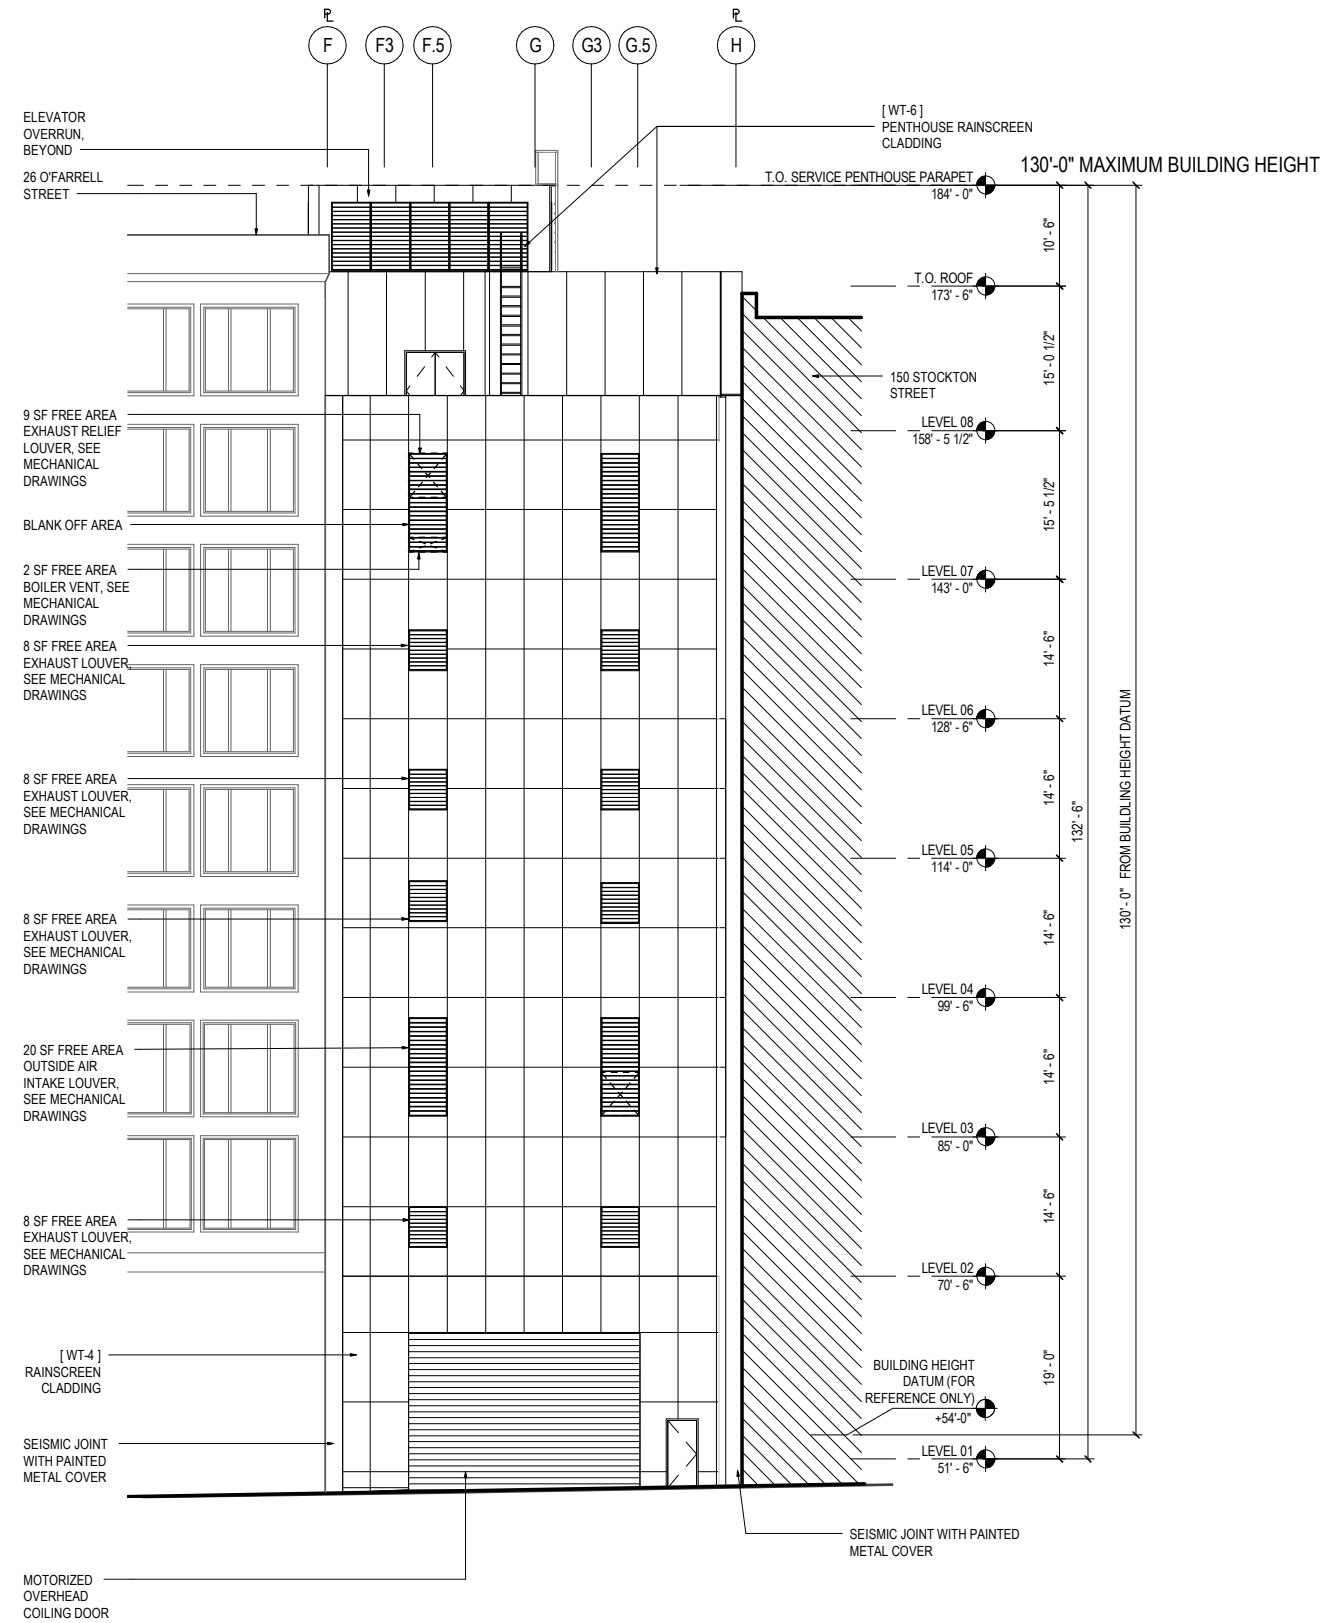 PL
PL
F
F3
F.5
G
G3
G.5
H
ELEVATOR
OVERRUN,
BEYOND
26 O'FARRELL
STREET
[ WT-6 ]
PENTHOUSE RAINSCREEN
CLADDING
130'-0" MAXIMUM BUILDING HEIGHT
T.O. SERVICE PENTHOUSE PARAPET
184' - 0"
10' - 6"
T.O. ROOF
173' - 6"
15' - 0 1/2"
150 STOCKTON
STREET
9 SF FREE AREA
EXHAUST RELIEF
LOUVER, SEE
MECHANICAL
DRAWINGS
LEVEL 08
158' - 5 1/2"
15' - 5 1/2"
BLANK OFF AREA
2 SF FREE AREA
BOILER VENT, SEE
MECHANICAL
DRAWINGS
LEVEL 07
143' - 0"
14' - 6"
8 SF FREE AREA
EXHAUST LOUVER,
SEE MECHANICAL
DRAWINGS
LEVEL 06
128' - 6"
14' - 6"
8 SF FREE AREA
EXHAUST LOUVER,
SEE MECHANICAL
DRAWINGS
132' - 6"
130' - 0" FROM BUILDLING HEIGHT DATUM
LEVEL 05
114' - 0"
14' - 6"
8 SF FREE AREA
EXHAUST LOUVER,
SEE MECHANICAL
DRAWINGS
LEVEL 04
99' - 6"
14' - 6"
20 SF FREE AREA
OUTSIDE AIR
INTAKE LOUVER,
SEE MECHANICAL
DRAWINGS
LEVEL 03
85' - 0"
14' - 6"
8 SF FREE AREA
EXHAUST LOUVER,
SEE MECHANICAL
DRAWINGS
LEVEL 02
70' - 6"
19' - 0"
[ WT-4 ]
RAINSCREEN
CLADDING
BUILDING HEIGHT
DATUM (FOR
REFERENCE ONLY)
+54'-0"
SEISMIC JOINT
WITH PAINTED
METAL COVER
LEVEL 01
51' - 6"
SEISMIC JOINT WITH PAINTED
METAL COVER
MOTORIZED
OVERHEAD
COILING DOOR